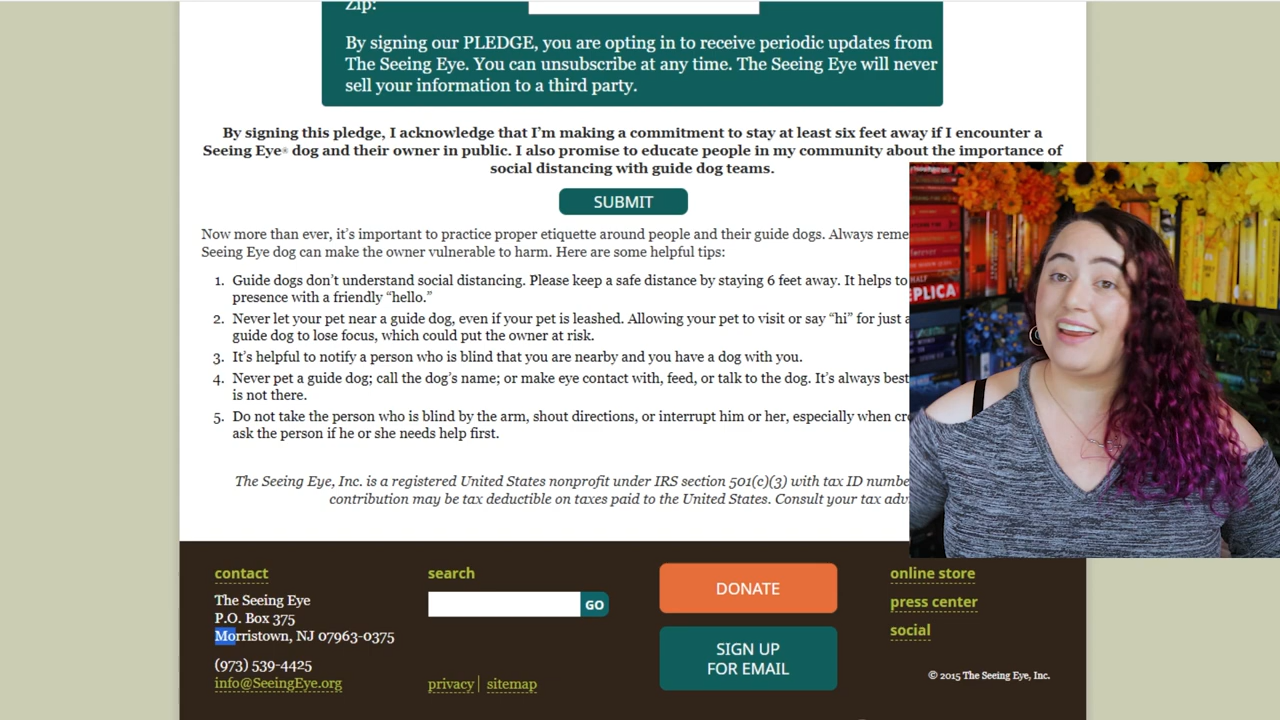 Zip:
By signing our PLEDGE, you are opting in to receive periodic updates from
The Seeing Eye. You can unsubscribe at any time. The Seeing Eye will never
sell your information to a third party.
By signing this pledge, I acknowledge that I'm making a commitment to stay at least six feet away if I encounter a
Seeing Eye® dog and their owner in public. I also promise to educate people in my community about the importance of
social distancing with guide dog teams.
SUBMIT
Now more than ever, it's important to practice proper etiquette around people and their guide dogs. Always
Seeing Eye dog can make the owner vulnerable to harm. Here are some helpful tips:
1. Guide dogs don't understand social distancing. Please keep a safe distance by staying 6 feet away. It helps to
presence with a friendly "hello."
2. Never let your pet near a guide dog, even if your pet is leashed. Allowing your pet to visit or say "hi" for just a
guide dog to lose focus, which could put the owner at risk.
3. It's helpful to notify a person who is blind that you are nearby and you have a dog with you.
4. Never pet a guide dog; call the dog's name; or make eye contact with, feed, or talk to the dog. It's always best
is not there.
5. Do not take the person who is blind by the arm, shout directions, or interrupt him or her, especially when
ask the person if he or she needs help first.
The Seeing Eye, Inc. is a registered United States nonprofit under IRS section 501(c)(3) with tax ID
contribution may be tax deductible on taxes paid to the United States. Consult your tax
REPLICA
contact
The Seeing Eye
P.O. Box 375
Morristown, NJ 07963-0375
(973) 539-4425
info@SeeingEye.org
search
GO
privacy | sitemap
DONATE
SIGN UP
FOR EMAIL
online store
press center
social
© 2015 The Seeing Eye, Inc.